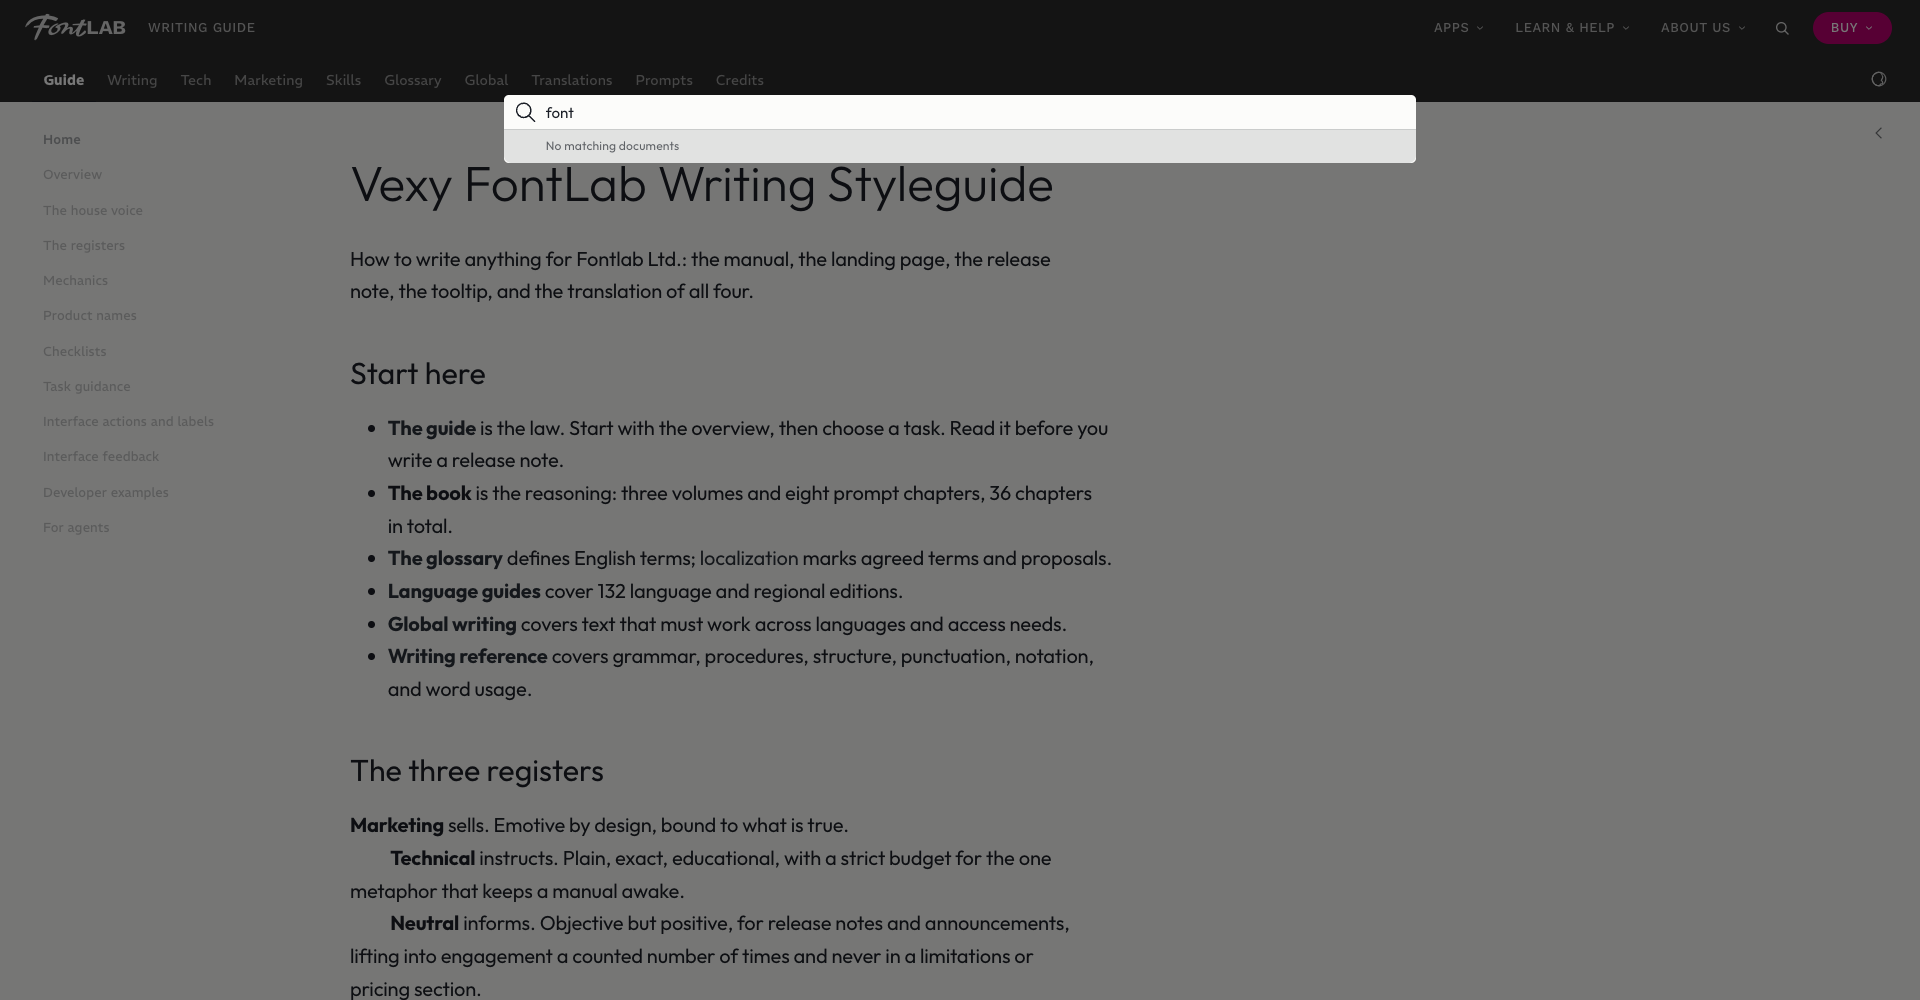 FontLAB WRITING GUIDE APPS LEARN & HELP ABOUT US BUY
Guide Writing Tech Marketing Skills Glossary Global Translations Prompts Credits
font
No matching documents
Home
Overview
The house voice
The registers
Mechanics
Product names
Checklists
Task guidance
Interface actions and labels
Interface feedback
Developer examples
For agents
Vexy FontLab Writing Styleguide
How to write anything for Fontlab Ltd.: the manual, the landing page, the release
note, the tooltip, and the translation of all four.
Start here
• The guide is the law. Start with the overview, then choose a task. Read it before you
write a release note.
• The book is the reasoning: three volumes and eight prompt chapters, 36 chapters
in total.
• The glossary defines English terms; localization marks agreed terms and proposals.
• Language guides cover 132 language and regional editions.
• Global writing covers text that must work across languages and access needs.
• Writing reference covers grammar, procedures, structure, punctuation, notation,
and word usage.
The three registers
Marketing sells. Emotive by design, bound to what is true.
Technical instructs. Plain, exact, educational, with a strict budget for the one
metaphor that keeps a manual awake.
Neutral informs. Objective but positive, for release notes and announcements,
lifting into engagement a counted number of times and never in a limitations or
pricing section.